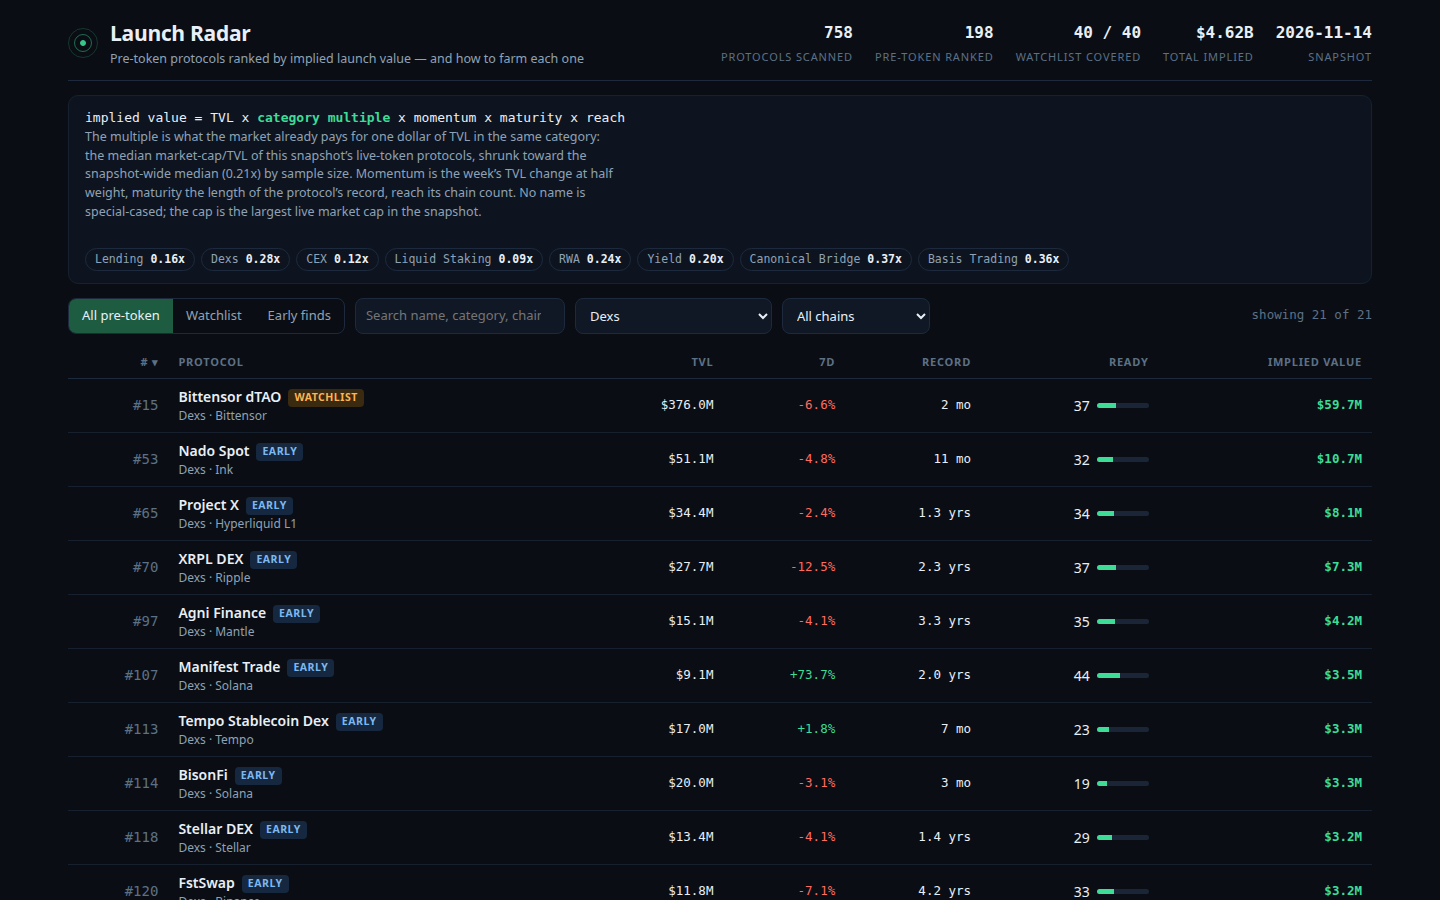 Launch Radar
Pre-token protocols ranked by implied launch value — and how to farm each one
758
PROTOCOLS SCANNED
198
PRE-TOKEN RANKED
40 / 40
WATCHLIST COVERED
$4.62B
TOTAL IMPLIED
2026-11-14
SNAPSHOT
implied value = TVL x category multiple x momentum x maturity x reach
The multiple is what the market already pays for one dollar of TVL in the same category:
the median market-cap/TVL of this snapshot's live-token protocols, shrunk toward the
snapshot-wide median (0.21x) by sample size. Momentum is the week's TVL change at half
weight, maturity the length of the protocol's record, reach its chain count. No name is
special-cased; the cap is the largest live market cap in the snapshot.
Lending 0.16x Dexs 0.28x CEX 0.12x Liquid Staking 0.09x RWA 0.24x Yield 0.20x Canonical Bridge 0.37x Basis Trading 0.36x
All pre-token Watchlist Early finds Search name, category, chain Dexs All chains showing 21 of 21
# ▾ PROTOCOL TVL 7D RECORD READY IMPLIED VALUE
#15 Bittensor dTAO WATCHLIST $376.0M -6.6% 2 mo 37 $59.7M
Dexs · Bittensor
#53 Nado Spot EARLY $51.1M -4.8% 11 mo 32 $10.7M
Dexs · Ink
#65 Project X EARLY $34.4M -2.4% 1.3 yrs 34 $8.1M
Dexs · Hyperliquid L1
#70 XRPL DEX EARLY $27.7M -12.5% 2.3 yrs 37 $7.3M
Dexs · Ripple
#97 Agni Finance EARLY $15.1M -4.1% 3.3 yrs 35 $4.2M
Dexs · Mantle
#107 Manifest Trade EARLY $9.1M +73.7% 2.0 yrs 44 $3.5M
Dexs · Solana
#113 Tempo Stablecoin Dex EARLY $17.0M +1.8% 7 mo 23 $3.3M
Dexs · Tempo
#114 BisonFi EARLY $20.0M -3.1% 3 mo 19 $3.3M
Dexs · Solana
#118 Stellar DEX EARLY $13.4M -4.1% 1.4 yrs 29 $3.2M
Dexs · Stellar
#120 FstSwap EARLY $11.8M -7.1% 4.2 yrs 33 $3.2M